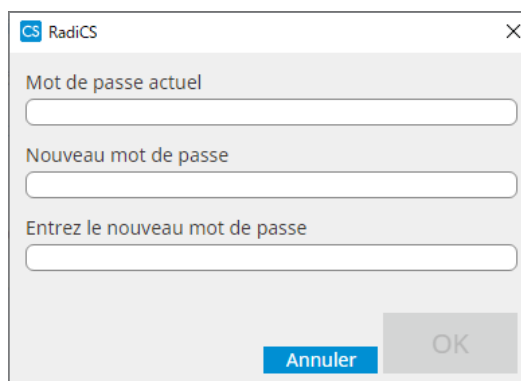 CS RadiCS
Mot de passe actuel
Nouveau mot de passe
Entrez le nouveau mot de passe
Annuler
OK